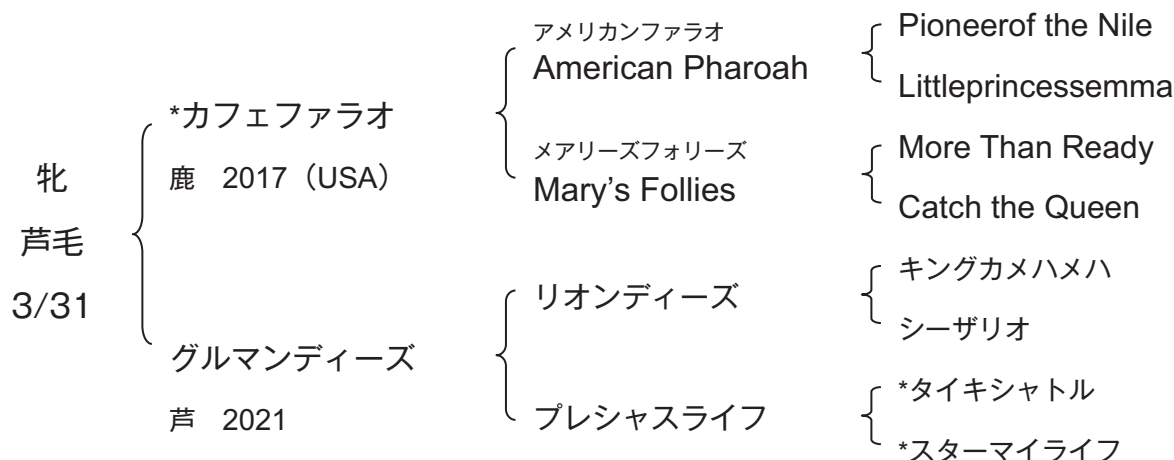 牝
芦毛
3/31
*カフェファラオ
鹿 2017（USA）
グルマンディーズ
芦 2021
アメリカンファラオ
American Pharoah
メアリーズフォリーズ
Mary’s Follies
リオンディーズ
プレシャスライフ
Pioneerof the Nile
Littleprincessemma
More Than Ready
Catch the Queen
キングカメハメハ
シーザリオ
*タイキシャトル
*スターマイライフ